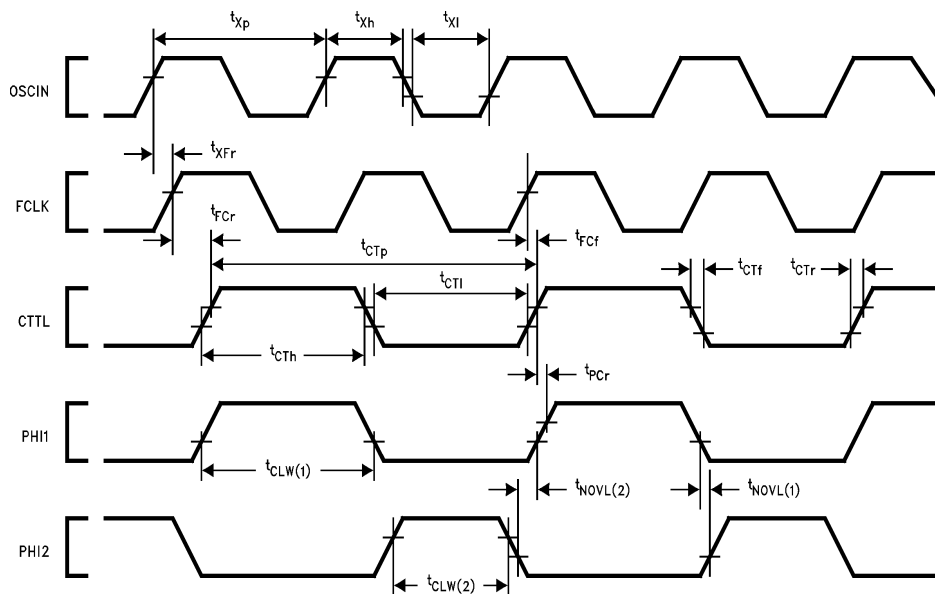 tXp
tXh
tXl
OSCIN
tXFr
FCLK
tFCr
tFCf
tCTp
tCTf
tCTr
tCTl
CTTL
tCTh
tPCr
PHI1
tCLW(1)
tNOVL(2)
tNOVL(1)
PHI2
tCLW(2)